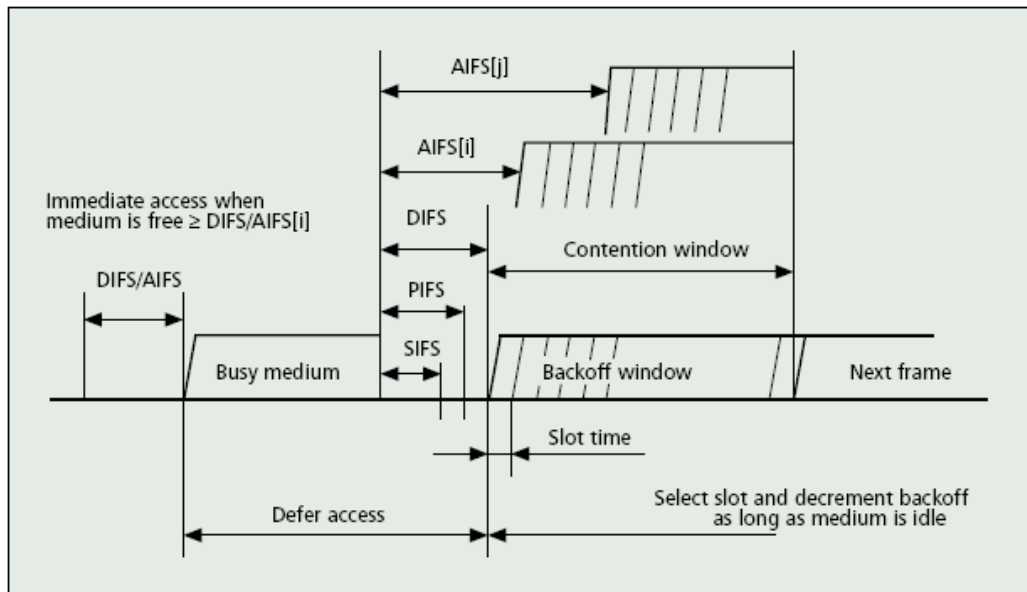 AIFS[j]
AIFS[i]
Immediate access when
medium is free ≥ DIFS/AIFS[i]
DIFS
Contention window
DIFS/AIFS
PIFS
SIFS
Busy medium
Backoff window
Next frame
Slot time
Select slot and decrement backoff
as long as medium is idle
Defer access